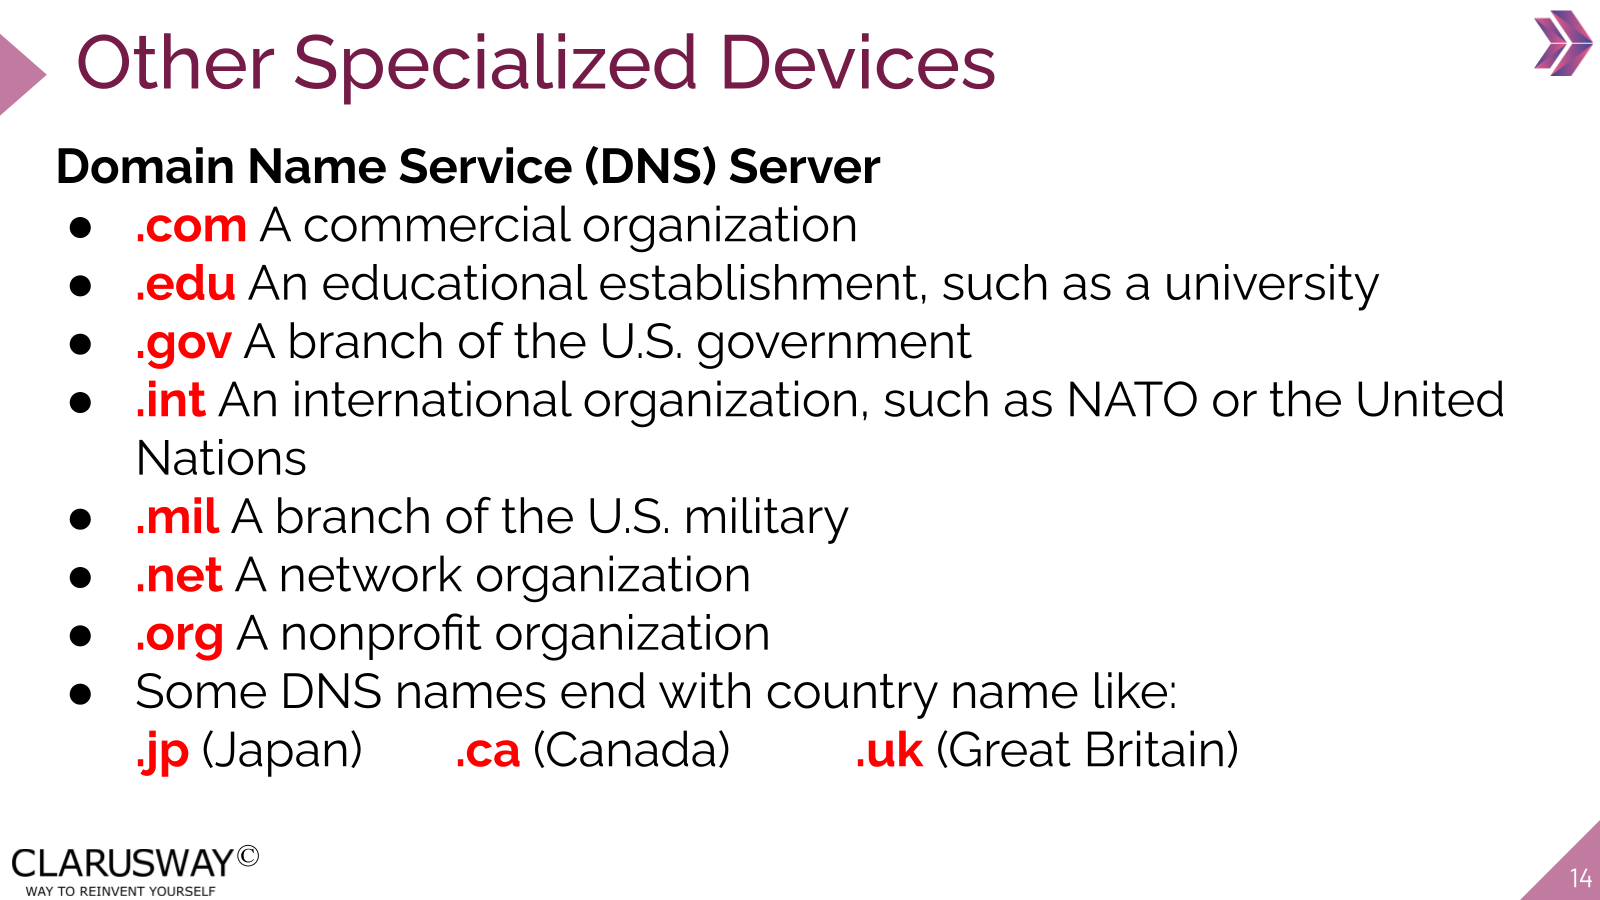 Other Specialized Devices
Domain Name Service (DNS) Server
● .com A commercial organization
● .edu An educational establishment, such as a university
● .gov A branch of the U.S. government
● .int An international organization, such as NATO or the United
Nations
● .mil A branch of the U.S. military
● .net A network organization
● .org A nonprofit organization
● Some DNS names end with country name like:
.jp (Japan) .ca (Canada) .uk (Great Britain)
CLARUSWAY©
WAY TO REINVENT YOURSELF
14